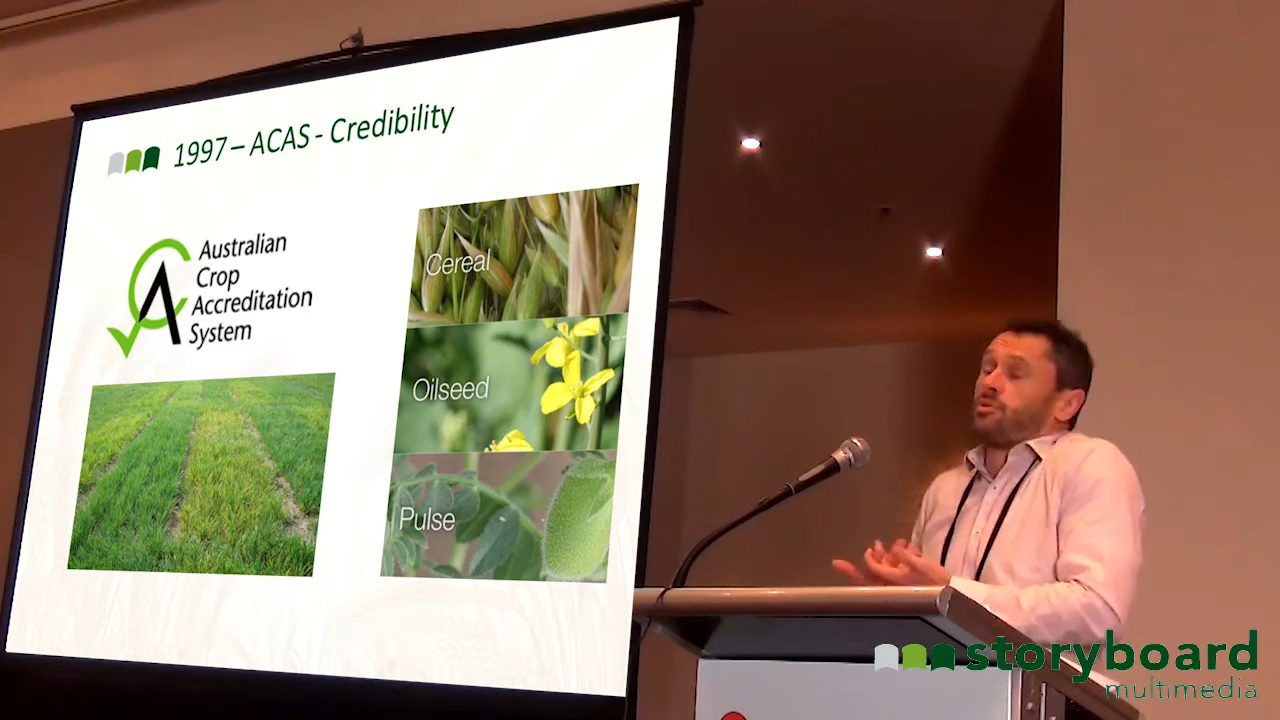 1997 – ACAS - Credibility
Australian
Crop
Accreditation
System
Cereal
Oilseed
Pulse
storyboard
multimedia